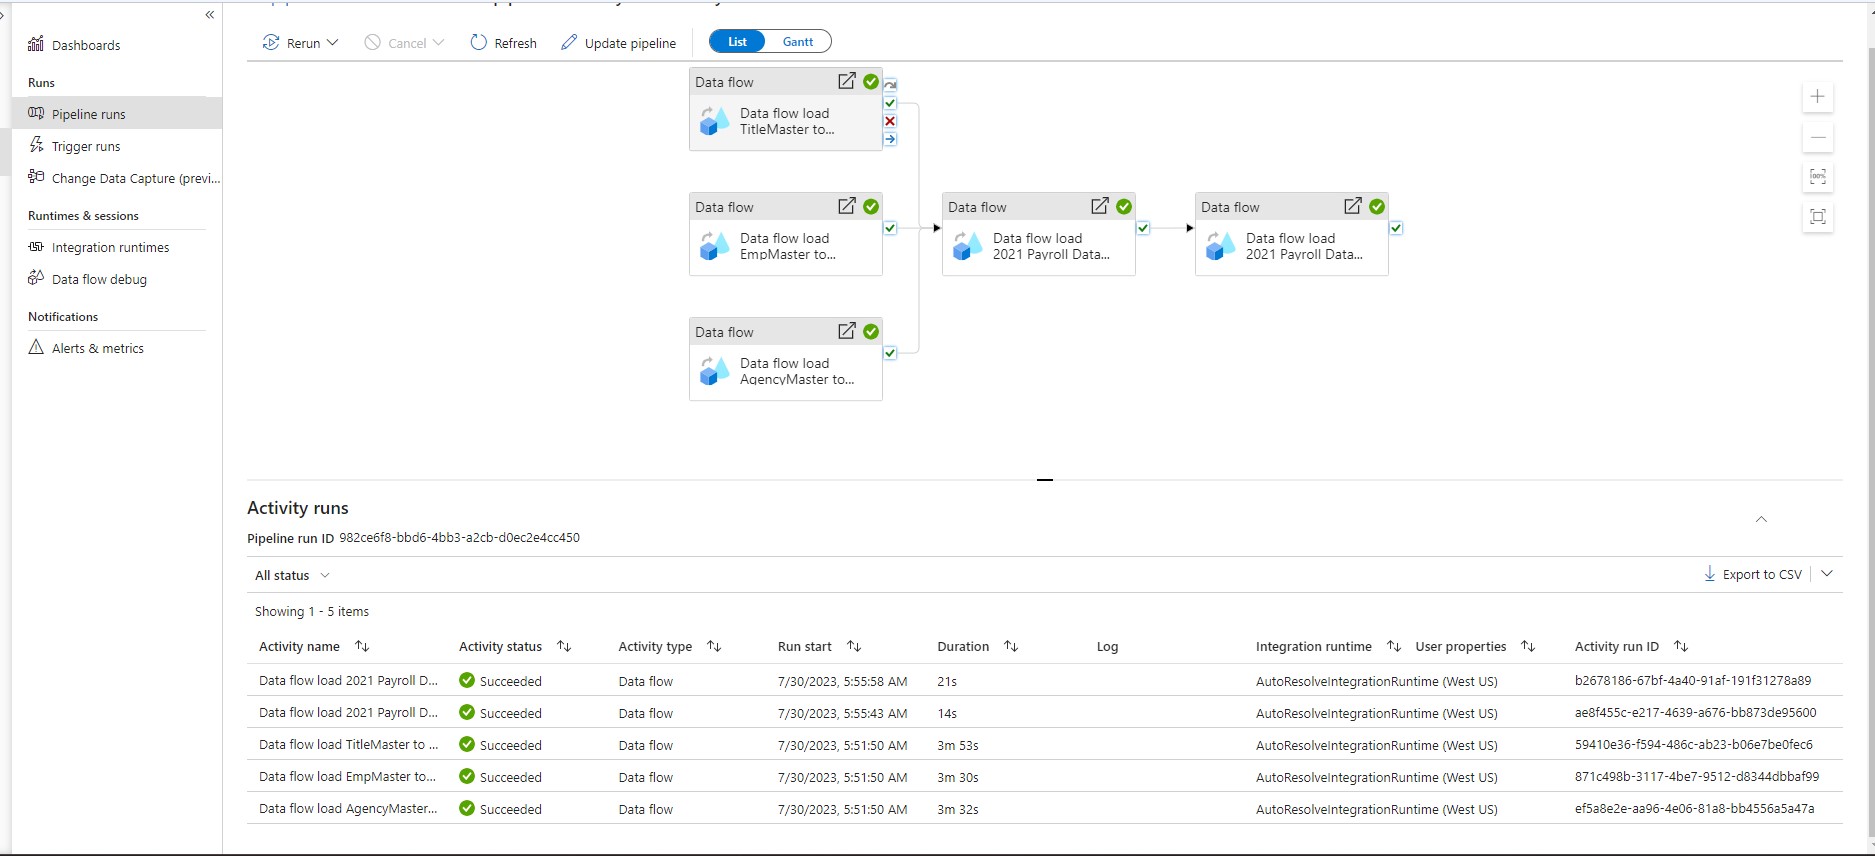 Dashboards
Runs
Pipeline runs
Trigger runs
Change Data Capture (previ...
Runtimes & sessions
Integration runtimes
Data flow debug
Notifications
Alerts & metrics
Rerun Cancel Refresh Update pipeline List Gantt
Data flow
Data flow load
TitleMaster to...
Data flow
Data flow load
EmpMaster to...
Data flow
Data flow load
2021 Payroll Data...
Data flow
Data flow load
2021 Payroll Data...
Data flow
Data flow load
AgencyMaster to...
100%
Activity runs
Pipeline run ID 982ce6f8-bbd6-4bb3-a2cb-d0ec2e4cc450
All status Export to CSV
Showing 1 - 5 items
Activity name Activity status Activity type Run start Duration Log Integration runtime User properties Activity run ID
Data flow load 2021 Payroll D... Succeeded Data flow 7/30/2023, 5:55:58 AM 21s AutoResolveIntegrationRuntime (West US) b2678186-67bf-4a40-91af-191f31278a89
Data flow load 2021 Payroll D... Succeeded Data flow 7/30/2023, 5:55:43 AM 14s AutoResolveIntegrationRuntime (West US) ae8f455c-e217-4639-a676-bb873de95600
Data flow load TitleMaster to ... Succeeded Data flow 7/30/2023, 5:51:50 AM 3m 53s AutoResolveIntegrationRuntime (West US) 59410e36-f594-486c-ab23-b06e7be0fec6
Data flow load EmpMaster to... Succeeded Data flow 7/30/2023, 5:51:50 AM 3m 30s AutoResolveIntegrationRuntime (West US) 871c498b-3117-4be7-9512-d8344dbbaf99
Data flow load AgencyMaster... Succeeded Data flow 7/30/2023, 5:51:50 AM 3m 32s AutoResolveIntegrationRuntime (West US) ef5a8e2e-aa96-4e06-81a8-bb4556a5a47a